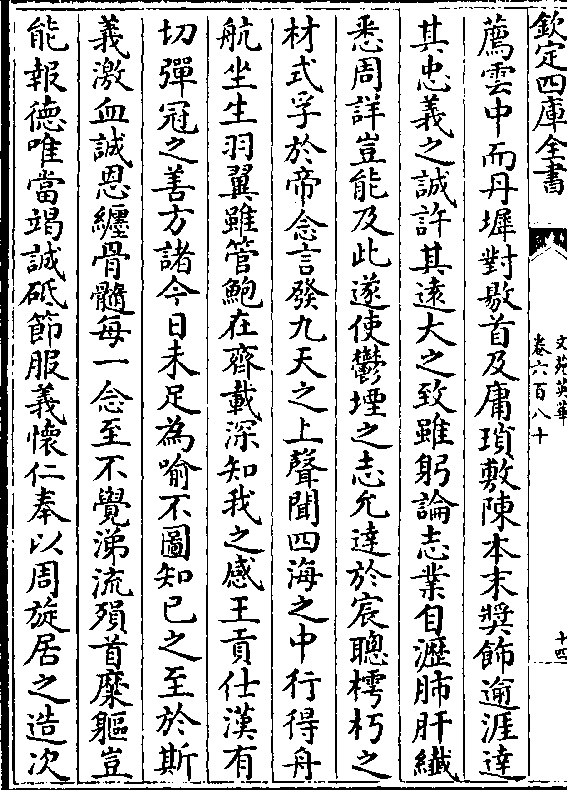 欽定四庫全書
文苑英華
卷六百八十
十四
薦雲中而丹墀對敭首及庸瑣敷陳本末奬飾逾涯達
其忠義之誠許其遠大之致雖躬論志業自瀝肺肝纖
悉周詳豈能及此遂使鬱堙之志允達於宸聰樗朽之
材式孚於帝念言發九天之上聲聞四海之中行得舟
航坐生羽翼雖管鮑在齊載深知我之感王貢仕漢有
切彈冠之善方諸今日未足為喻不圖知已之至於斯
義激血誠恩纏骨髓每一念至不覺涕流殞首糜軀豈
能報德唯當竭誠砥節服義懐仁奉以周旋居之造次